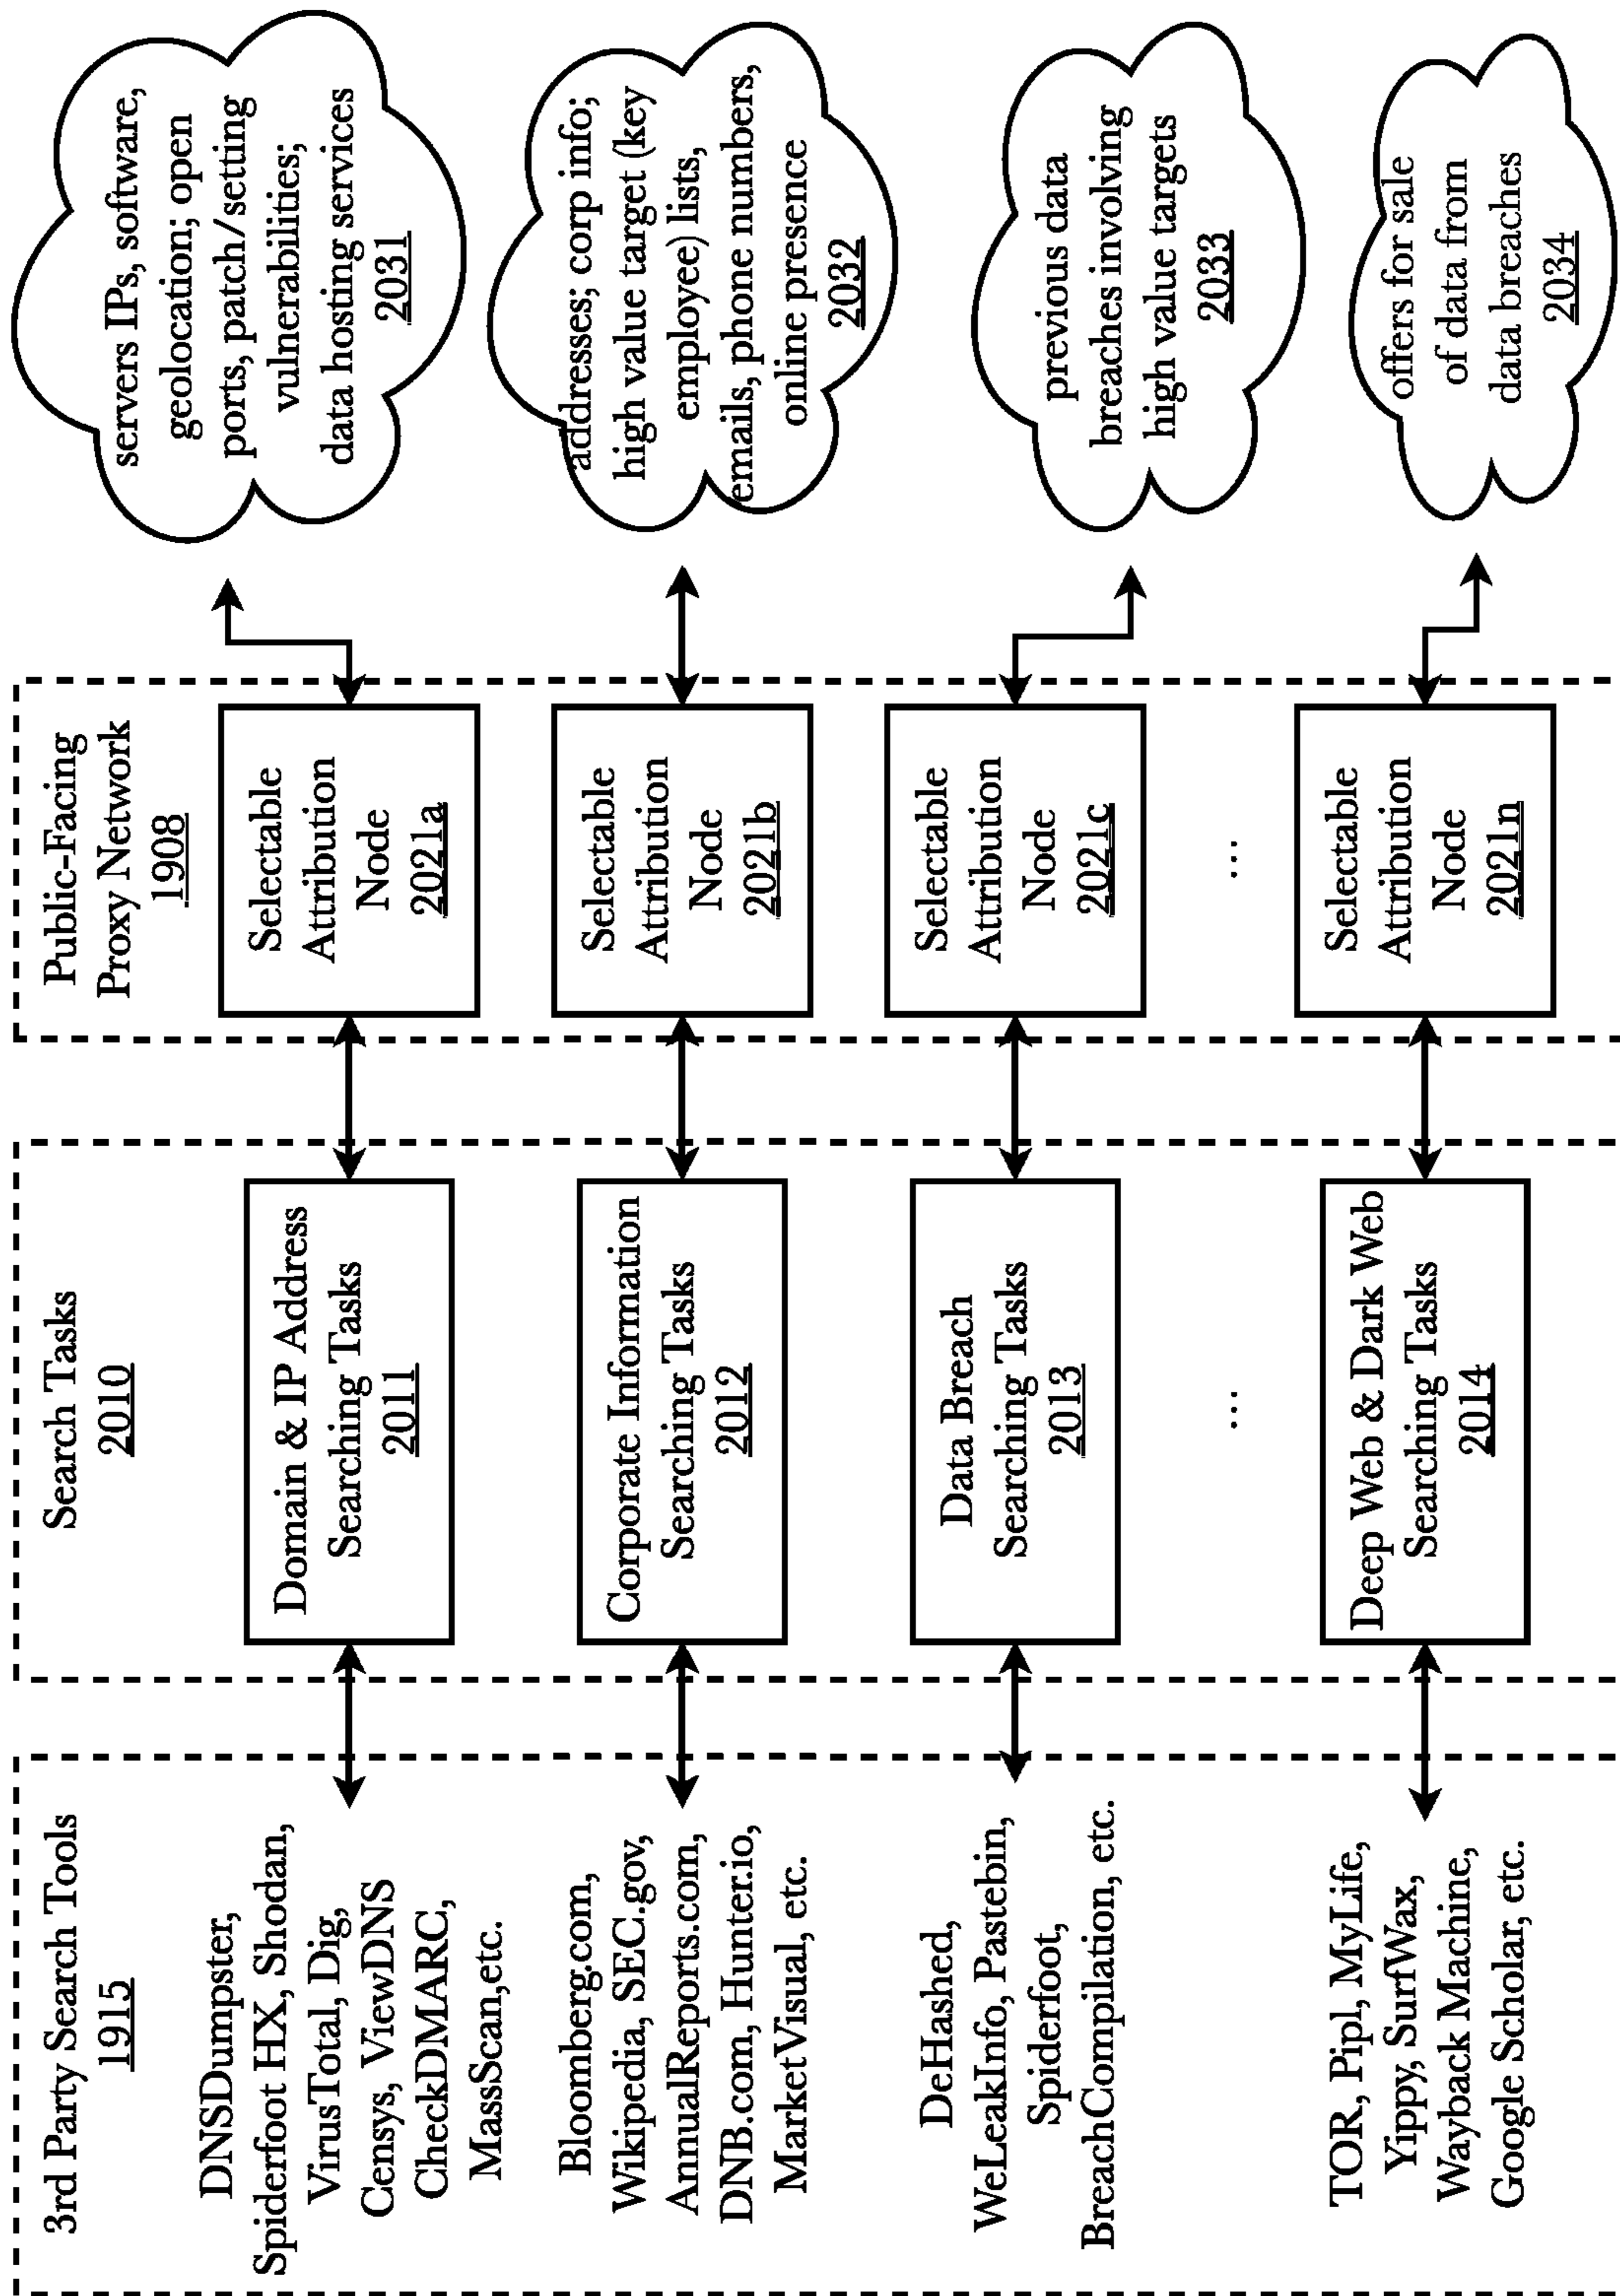 3rd Party Search Tools
1915
DNSDumpster,
Spiderfoot HX, Shodan,
VirusTotal, Dig,
Censys, ViewDNS
CheckDMARC,
MassScan,etc.
Bloomberg.com,
Wikipedia, SEC.gov,
AnnualReports.com,
DNB.com, Hunter.io,
MarketVisual, etc.
DeHashed,
WeLeakInfo, Pastebin,
Spiderfoot,
BreachCompilation, etc.
TOR, Pipl, MyLife,
Yippy, SurfWax,
Wayback Machine,
Google Scholar, etc.
Search Tasks
2010
Domain & IP Address
Searching Tasks
2011
Corporate Information
Searching Tasks
2012
Data Breach
Searching Tasks
2013
...
Deep Web & Dark Web
Searching Tasks
2014
Public-Facing
Proxy Network
1908
Selectable
Attribution
Node
2021a
Selectable
Attribution
Node
2021b
Selectable
Attribution
Node
2021c
...
Selectable
Attribution
Node
2021n
servers IPs, software,
geolocation; open
ports, patch/setting
vulnerabilities;
data hosting services
2031
addresses; corp info;
high value target (key
employee) lists,
emails, phone numbers,
online presence
2032
previous data
breaches involving
high value targets
2033
offers for sale
of data from
data breaches
2034